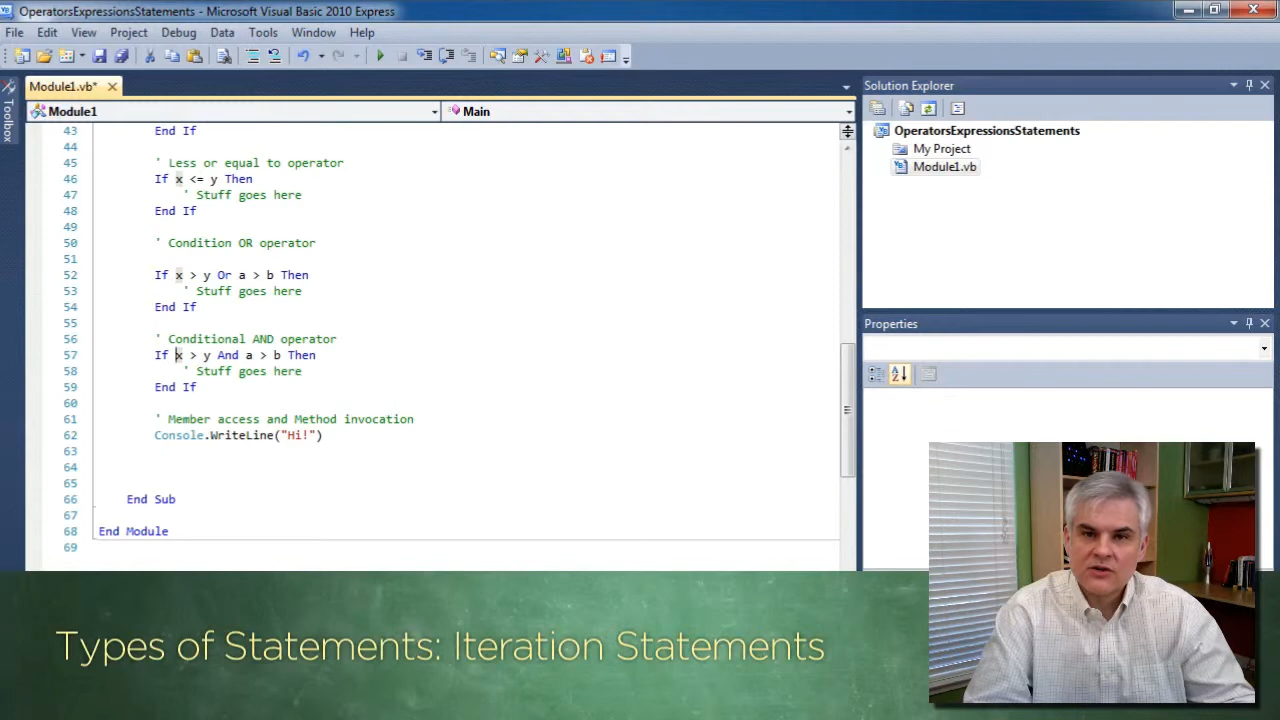 OperatorsExpressionsStatements - Microsoft Visual Basic 2010 Express
File Edit View Project Debug Data Tools Window Help
Module1.vb*
Solution Explorer
Toolbox
Module1
Main
OperatorsExpressionsStatements
My Project
Module1.vb
43 End If
44
45 ' Less or equal to operator
46 If x <= y Then
47 ' Stuff goes here
48 End If
49
50 ' Condition OR operator
51
52 If x > y Or a > b Then
53 ' Stuff goes here
54 End If
55
56 ' Conditional AND operator
57 If x > y And a > b Then
58 ' Stuff goes here
59 End If
60
61 ' Member access and Method invocation
62 Console.WriteLine("Hi!")
63
64
65
66 End Sub
67
68 End Module
69
Properties
Types of Statements: Iteration Statements